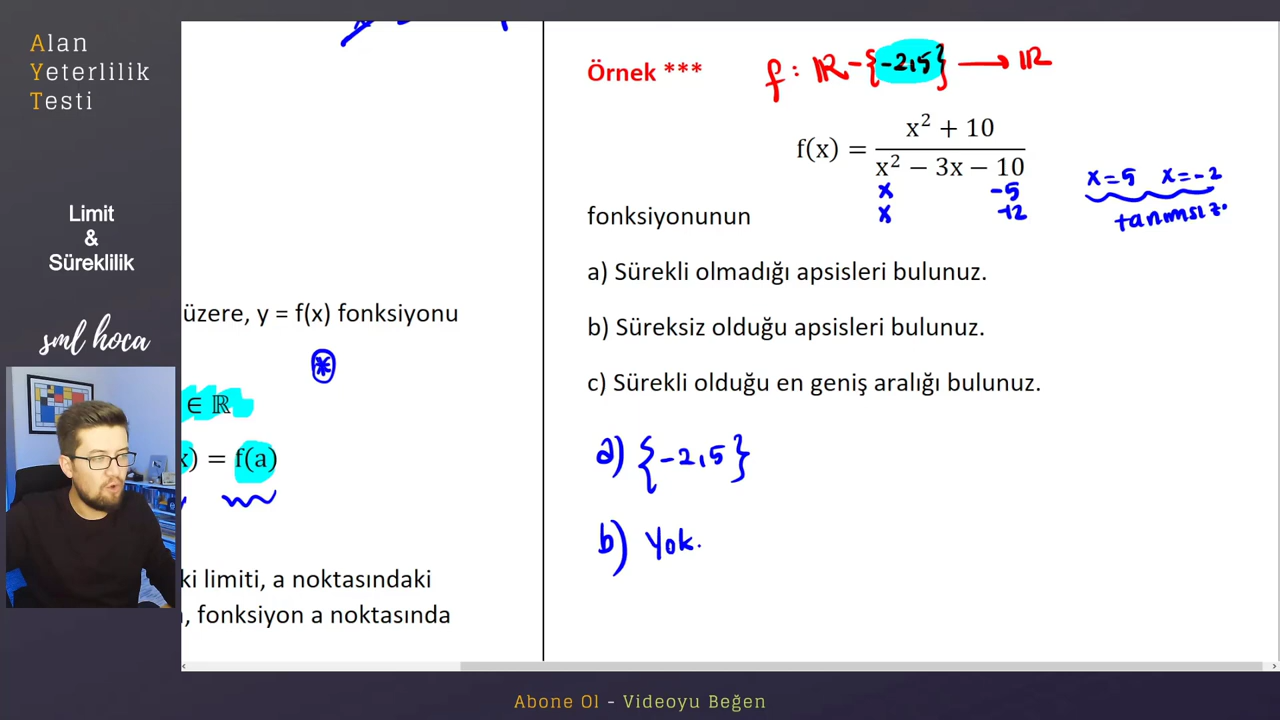 Alan
Yeterlilik
Testi
Limit
&
Süreklilik
sml hoca
üzere, y = f(x) fonksiyonu
*
∈ ℝ
x) = f(a)
ki limiti, a noktasındaki
, fonksiyon a noktasında
Örnek ***
f : ℝ - {-2,5} → ℝ
f(x) = (x² + 10) / (x² − 3x − 10)
x -5
x +2
x=5 x=-2
tanımsız.
fonksiyonunun
a) Sürekli olmadığı apsisleri bulunuz.
b) Süreksiz olduğu apsisleri bulunuz.
c) Sürekli olduğu en geniş aralığı bulunuz.
a) {-2,5}
b) Yok.
Abone Ol - Videoyu Beğen